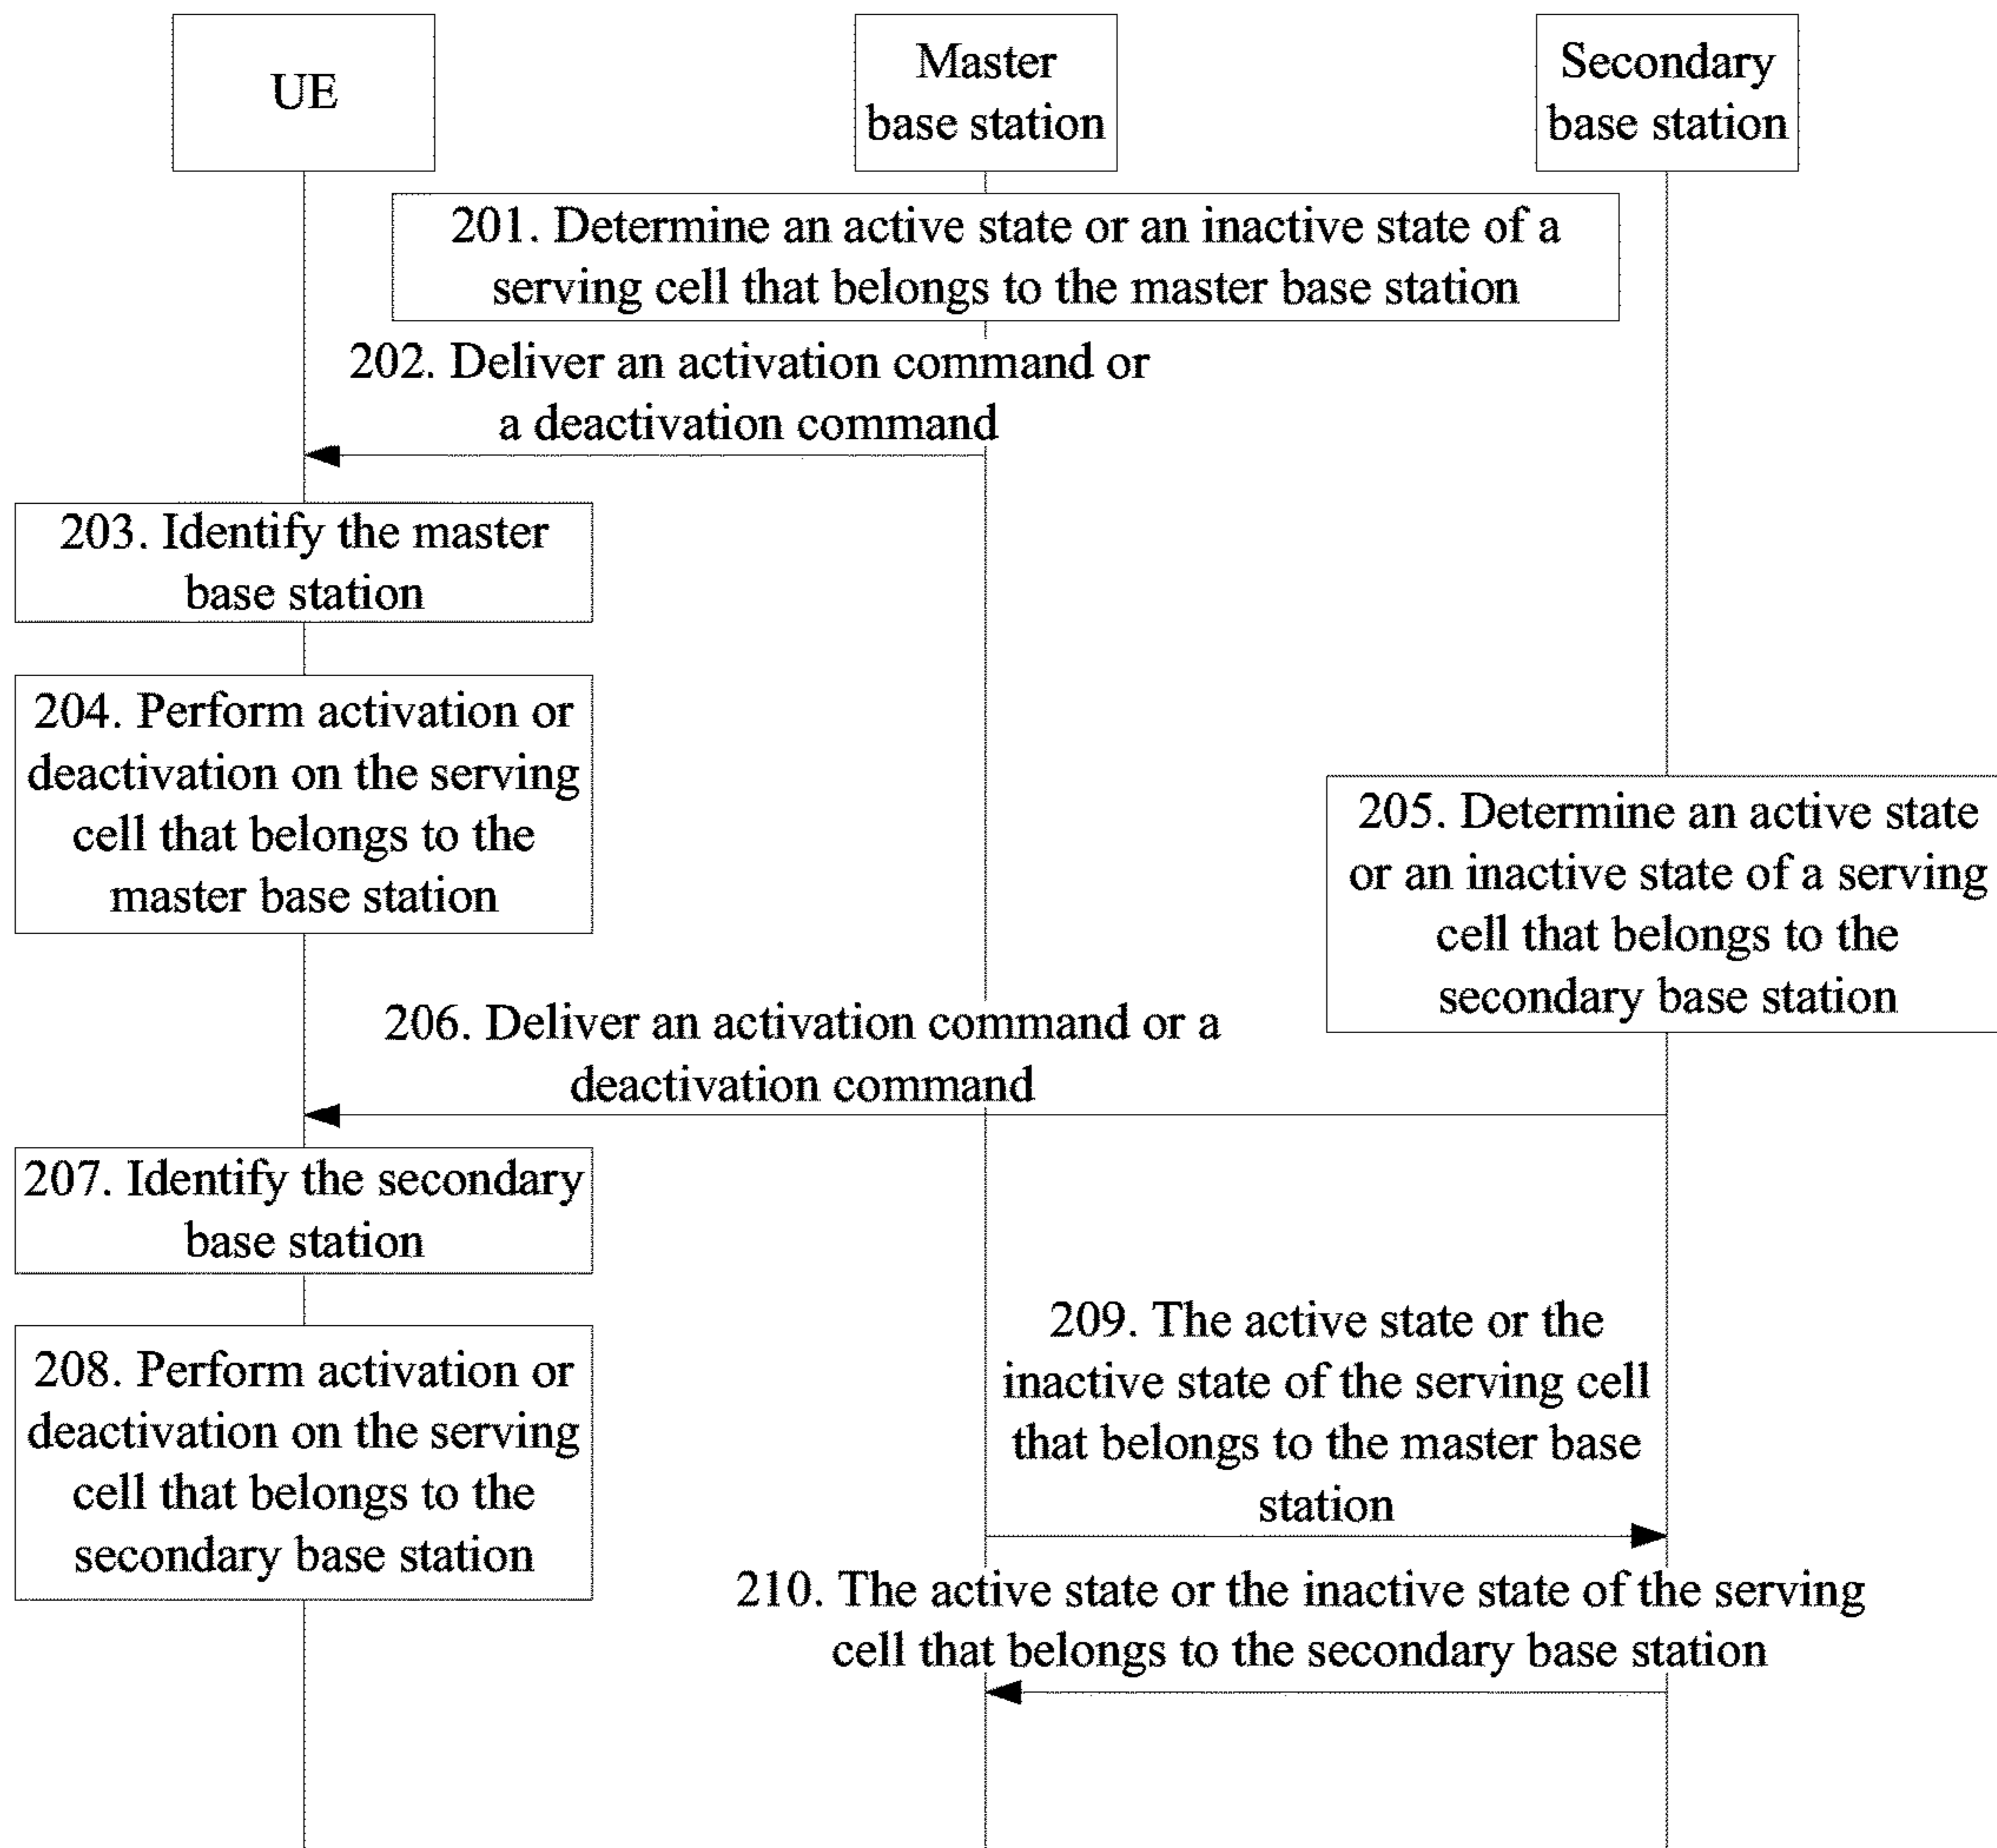 UE
Master
base station
Secondary
base station
201. Determine an active state or an inactive state of a
serving cell that belongs to the master base station
202. Deliver an activation command or
a deactivation command
203. Identify the master
base station
204. Perform activation or
deactivation on the serving
cell that belongs to the
master base station
205. Determine an active state
or an inactive state of a serving
cell that belongs to the
secondary base station
206. Deliver an activation command or a
deactivation command
207. Identify the secondary
base station
208. Perform activation or
deactivation on the serving
cell that belongs to the
secondary base station
209. The active state or the
inactive state of the serving cell
that belongs to the master base
station
210. The active state or the inactive state of the serving
cell that belongs to the secondary base station